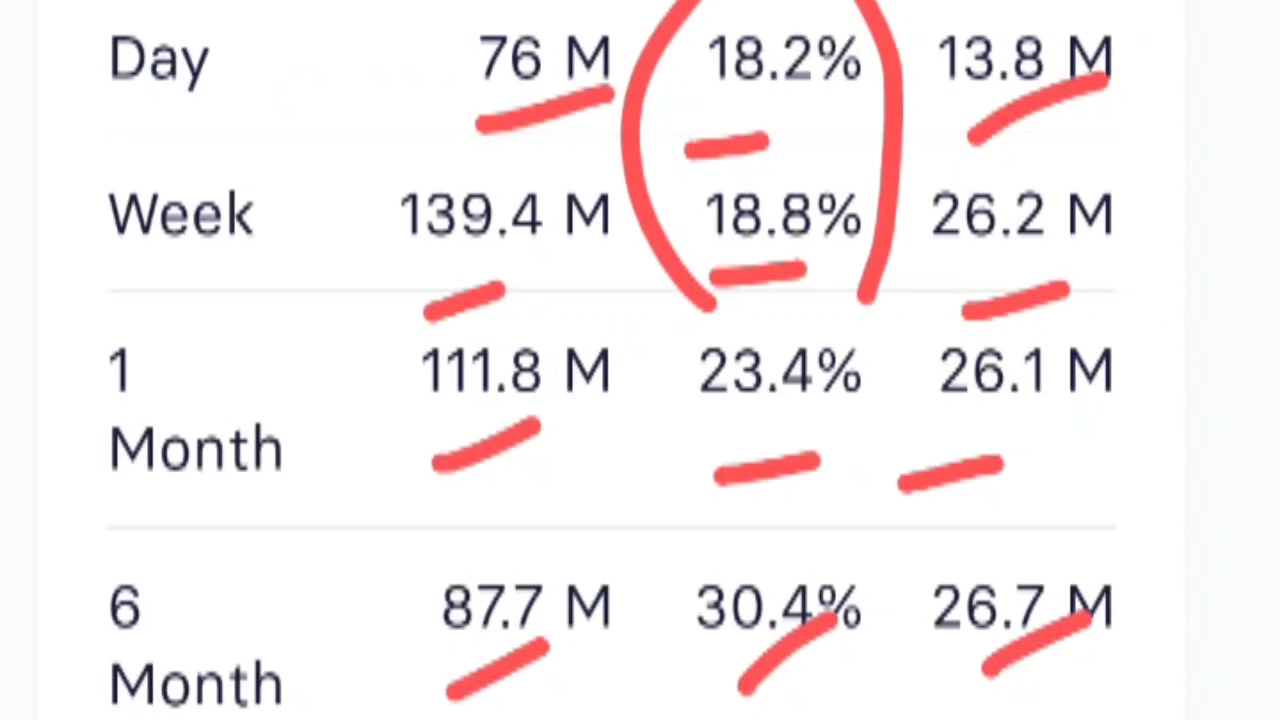 Day 76 M 18.2% 13.8 M
Week 139.4 M 18.8% 26.2 M
1 111.8 M 23.4% 26.1 M
Month
6 87.7 M 30.4% 26.7 M
Month